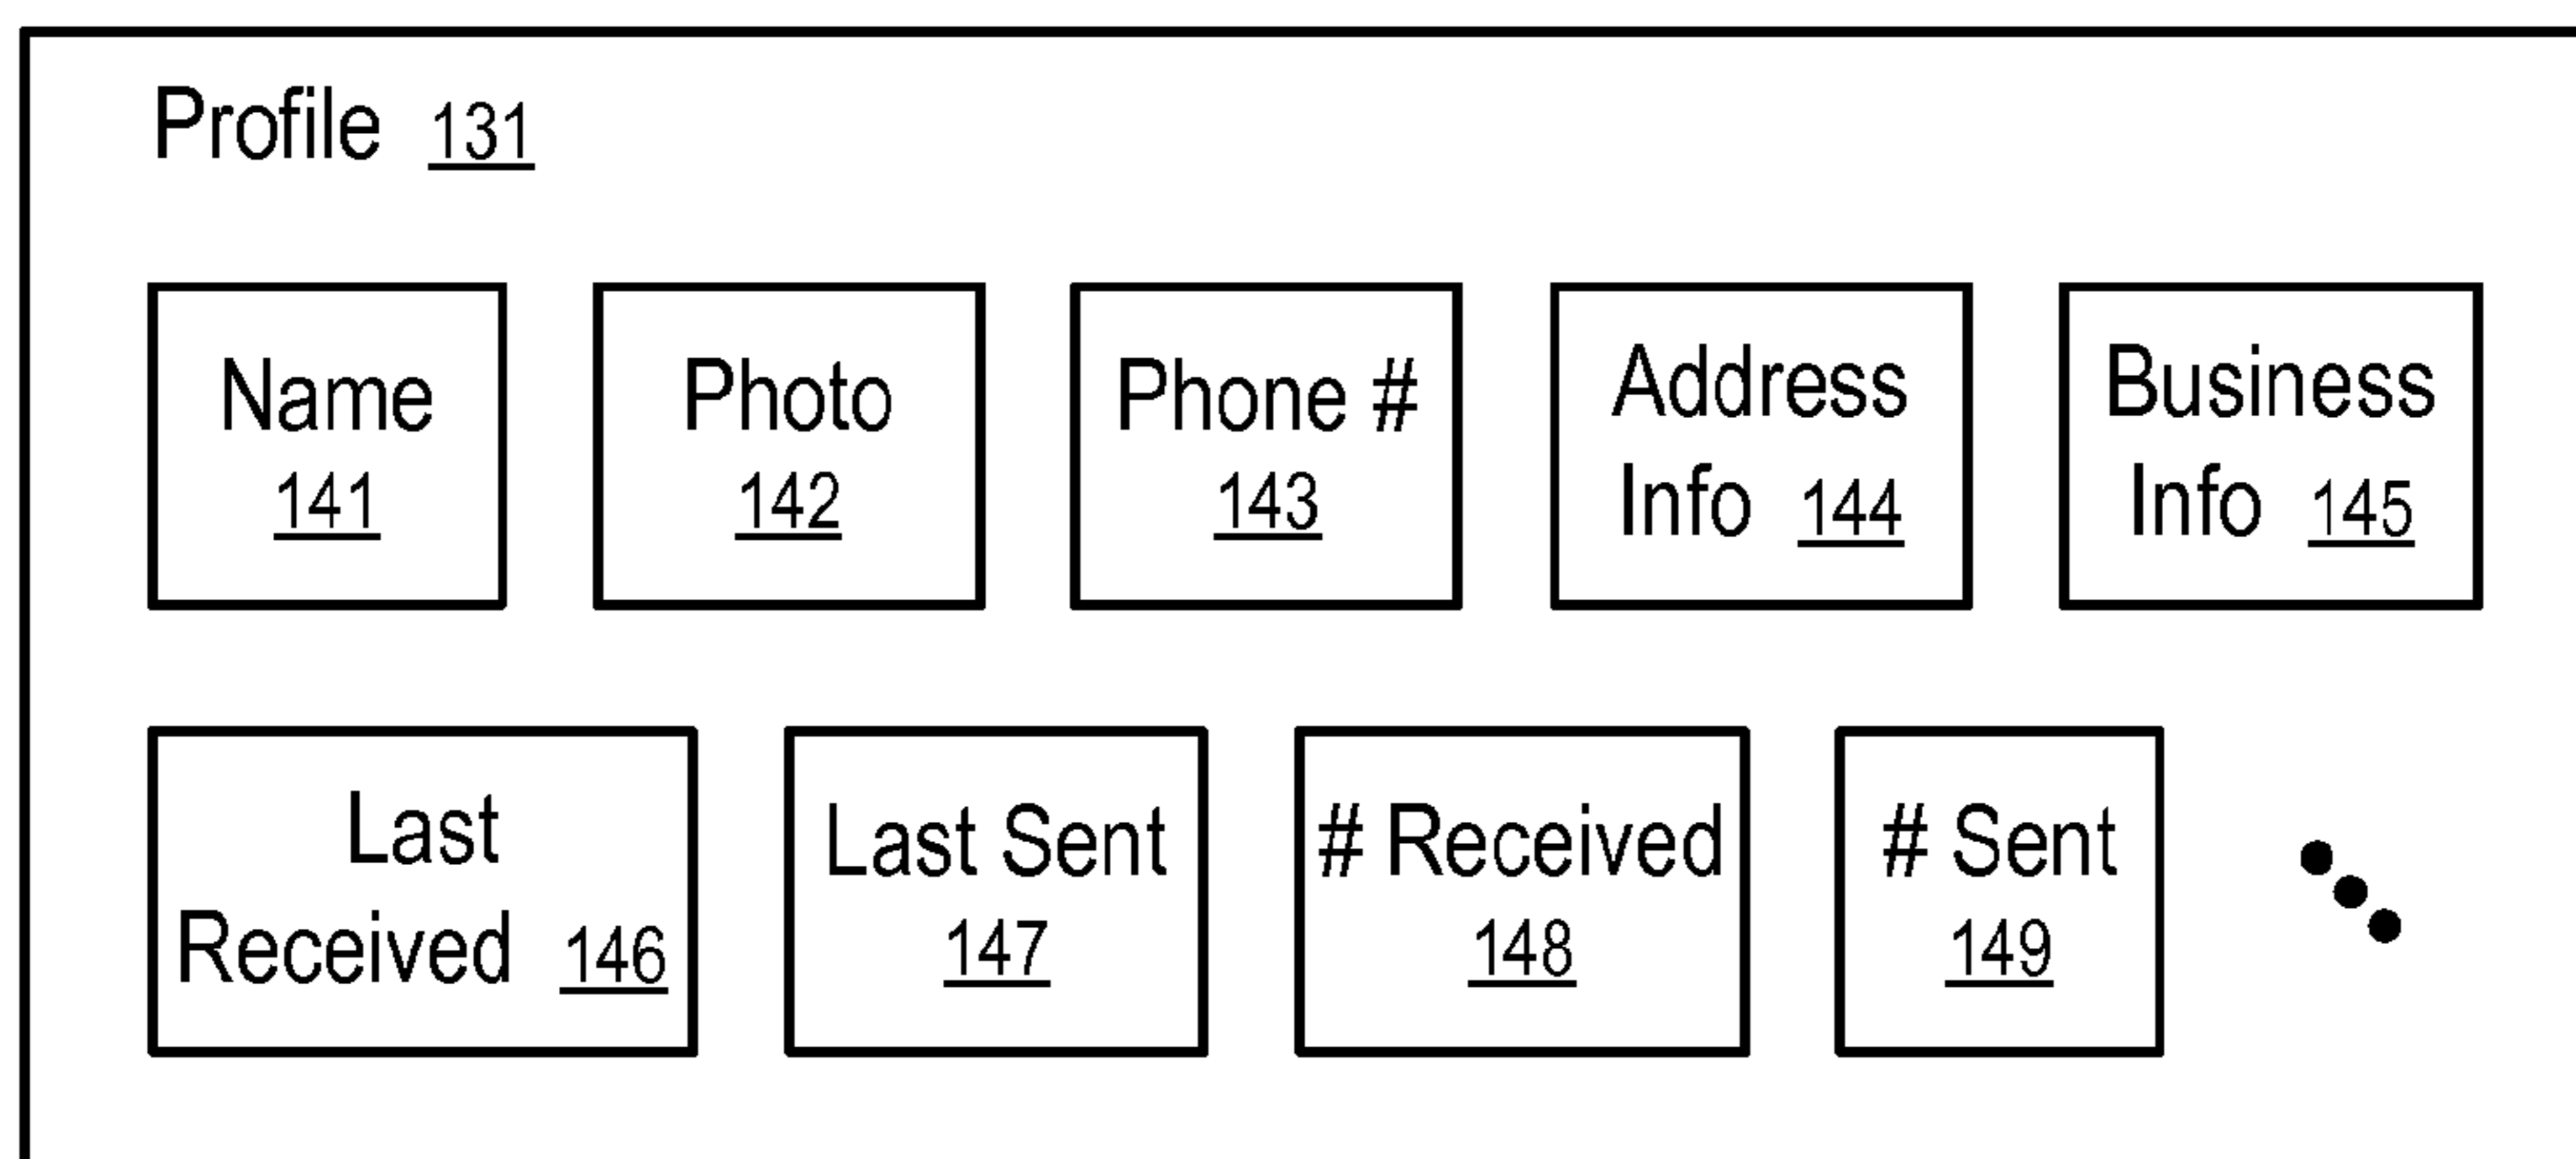 Profile 131
Name
141
Photo
142
Phone #
143
Address
Info 144
Business
Info 145
Last
Received 146
Last Sent
147
# Received
148
# Sent
149